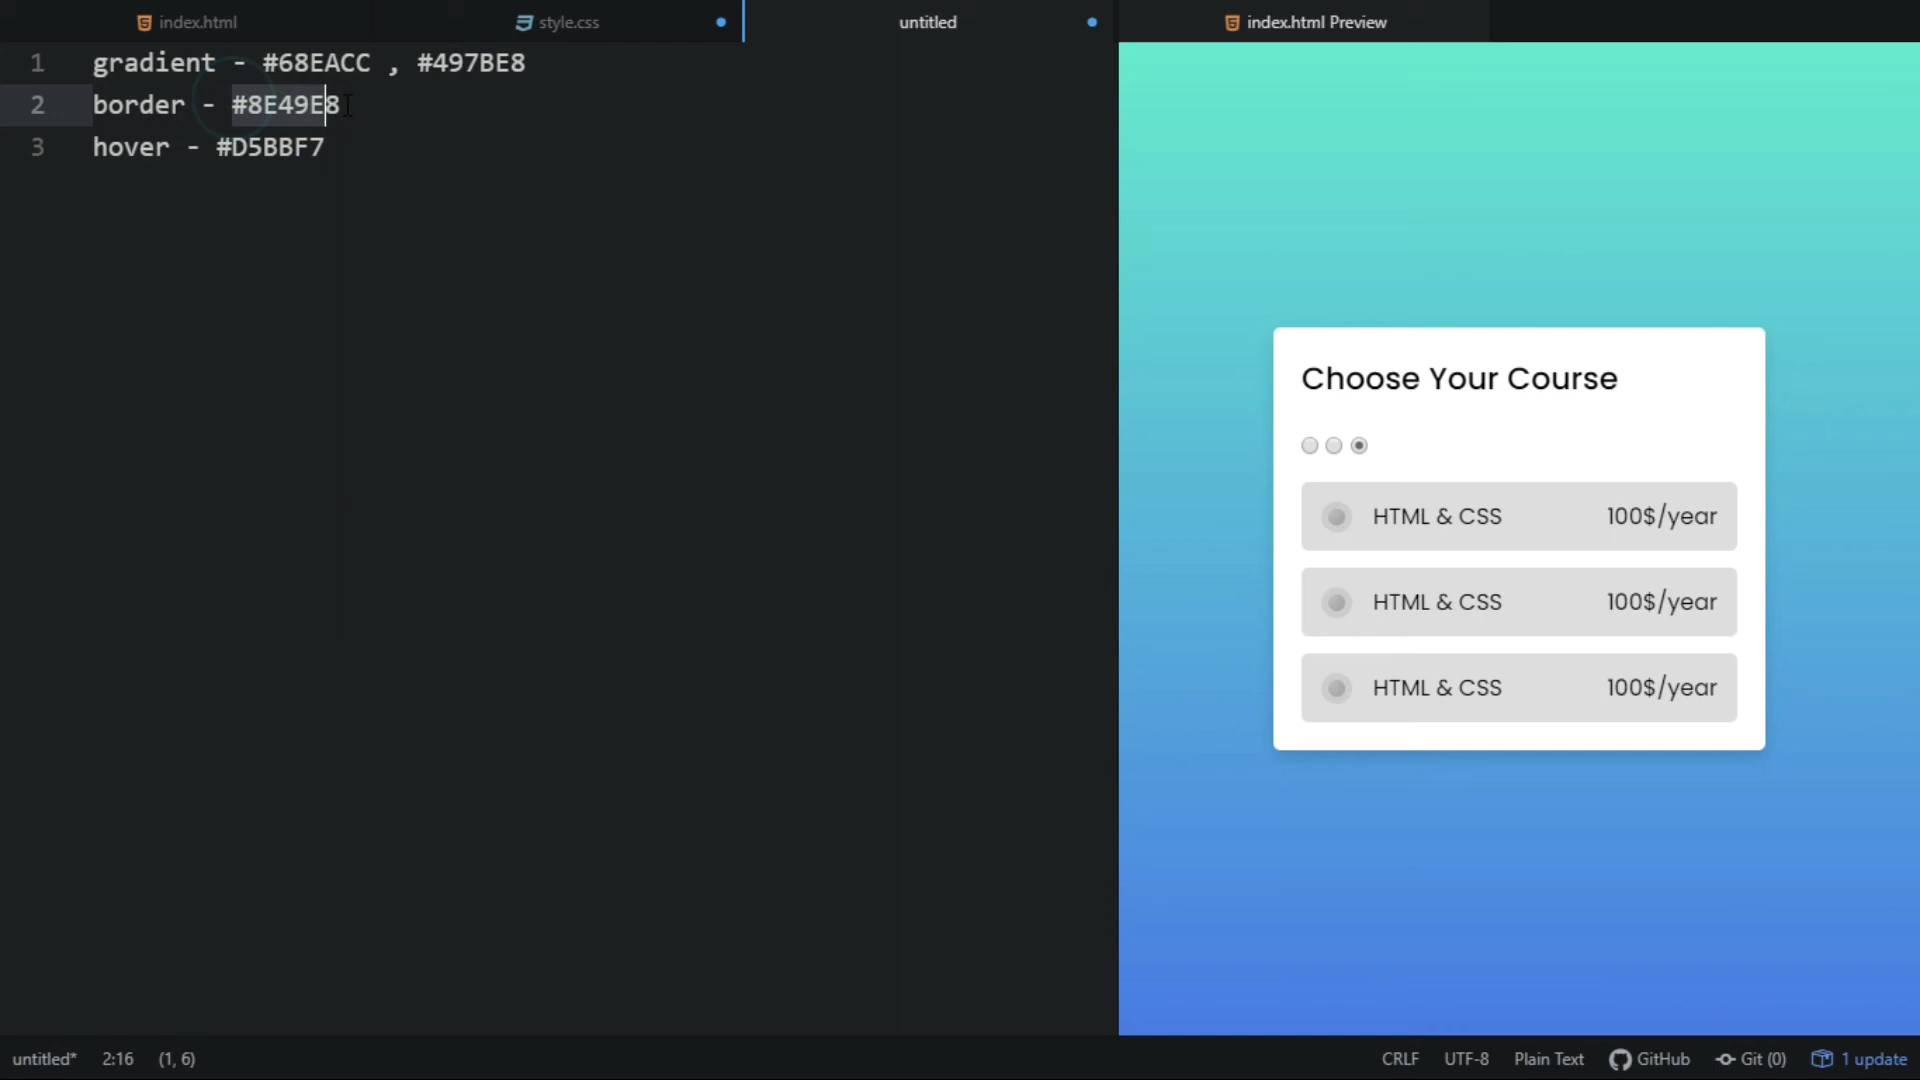 index.html
style.css
untitled
index.html Preview
1 gradient - #68EACC , #497BE8
2 border - #8E49E8
3 hover - #D5BBF7
Choose Your Course
HTML & CSS 100$/year
HTML & CSS 100$/year
HTML & CSS 100$/year
untitled* 2:16 (1, 6) CRLF UTF-8 Plain Text GitHub Git (0) 1 update